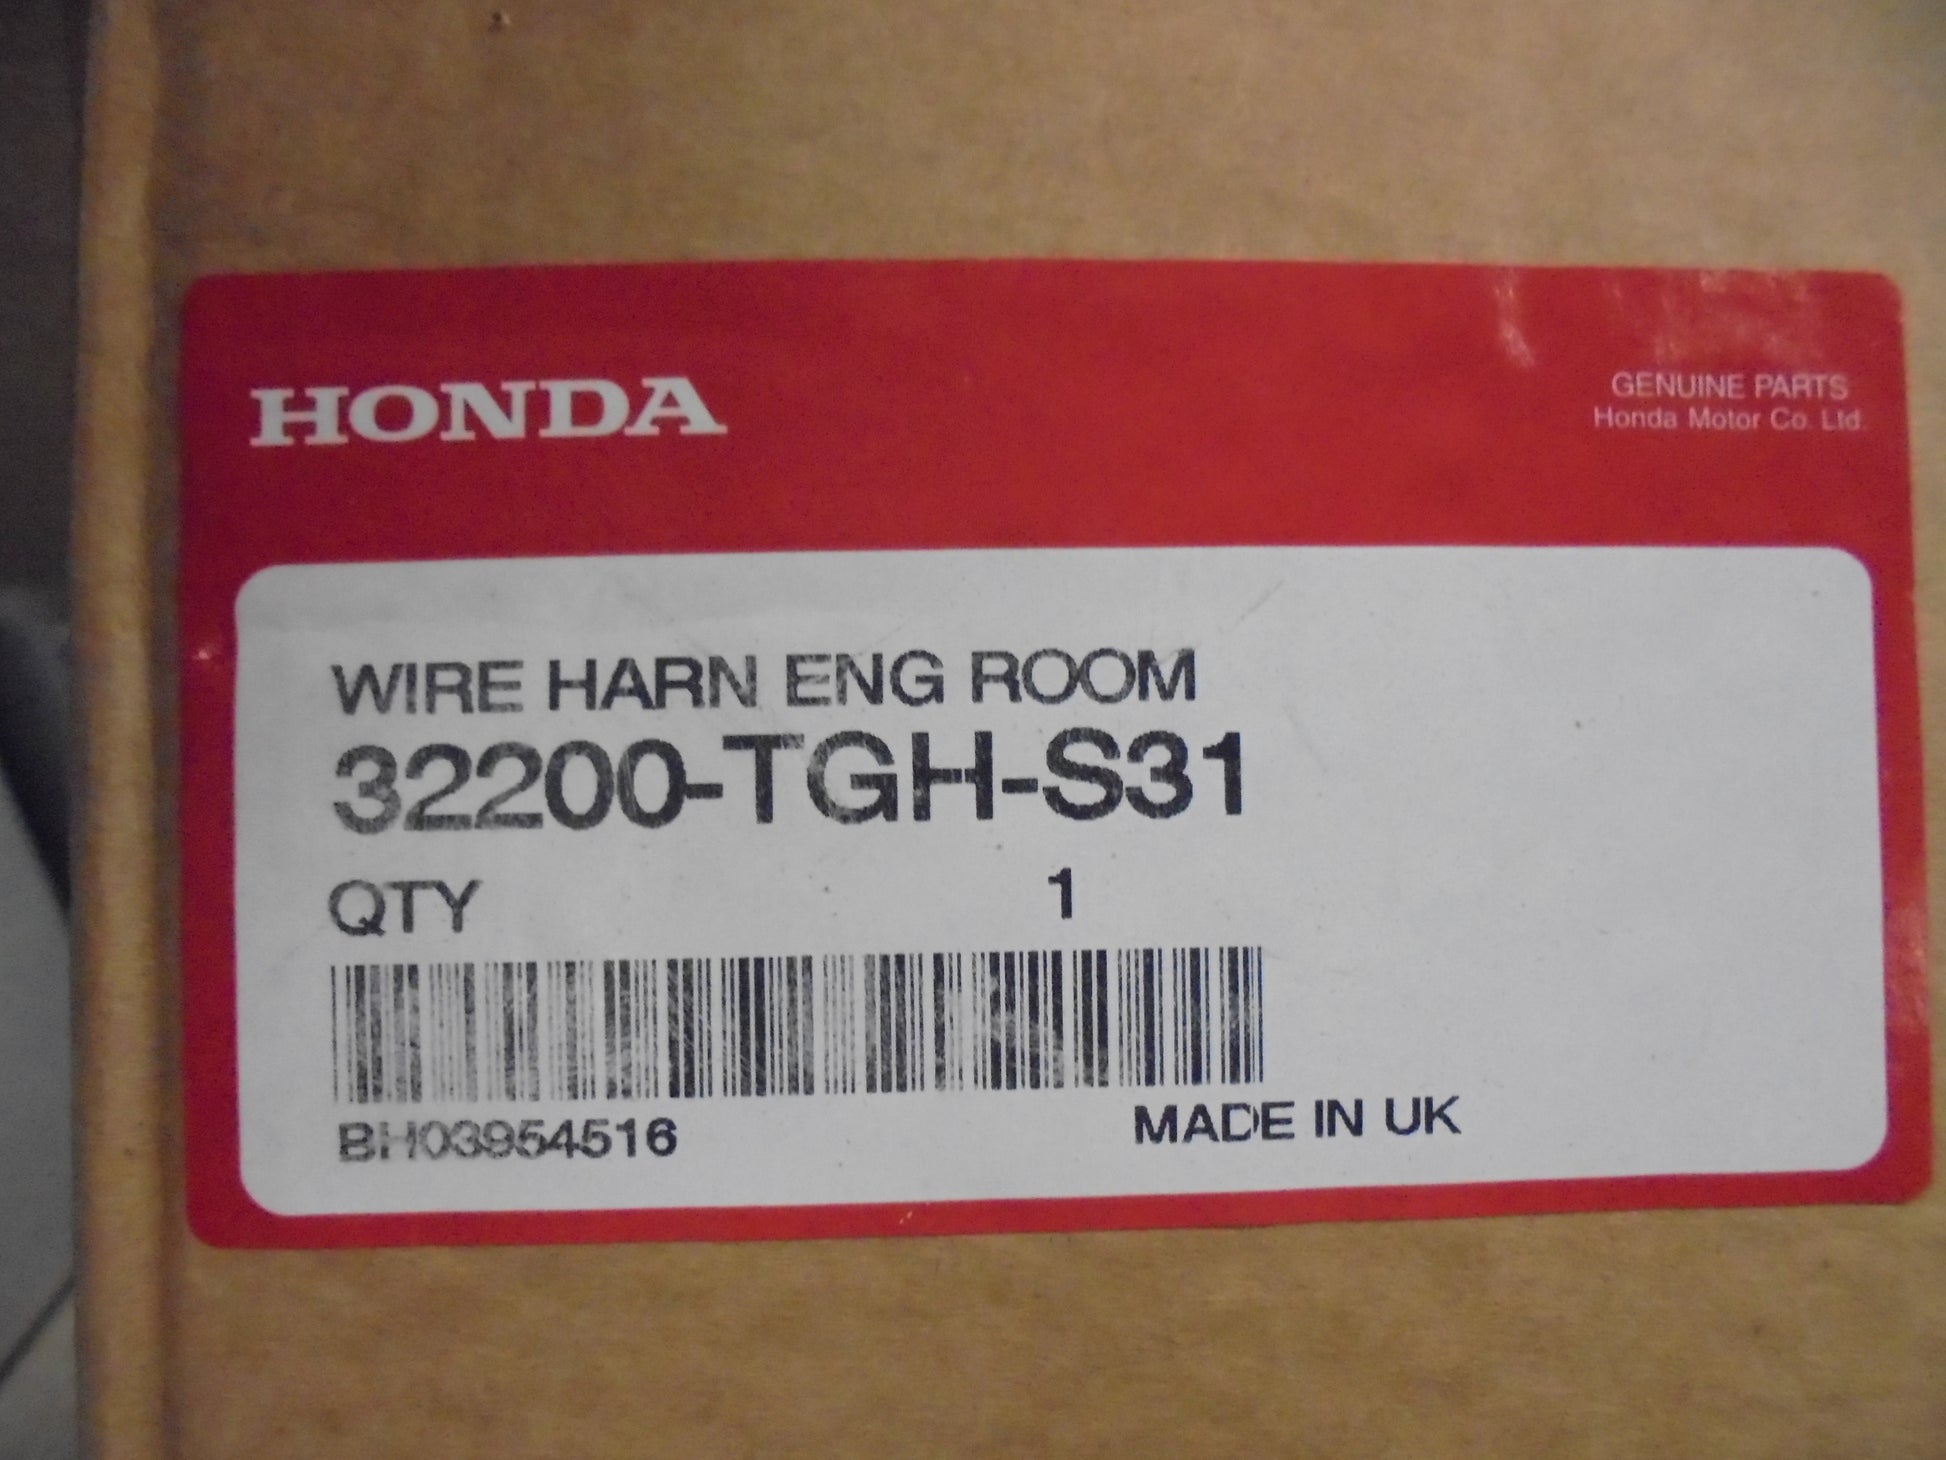 HONDA
GENUINE PARTS
Honda Motor Co. Ltd.
WIRE HARN ENG ROOM
32200-TGH-S31
QTY 1
BH03954516
MADE IN UK